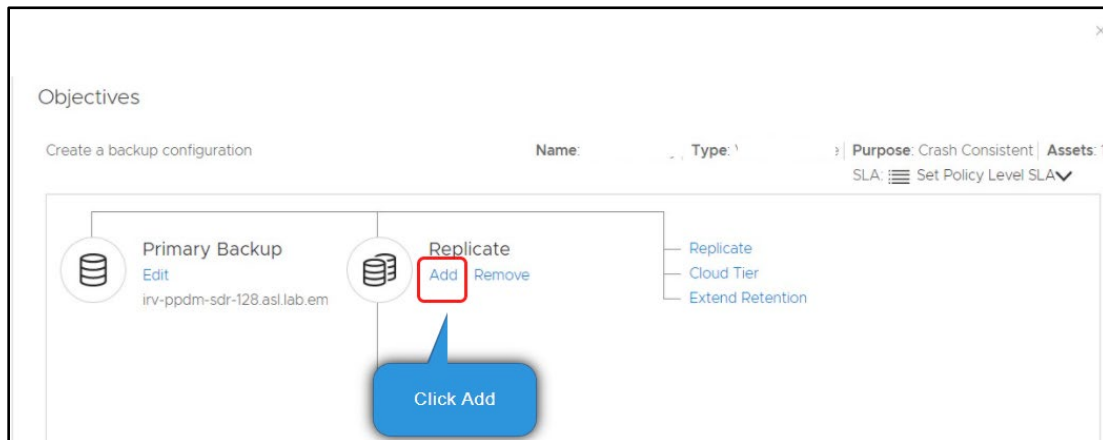 Objectives
Create a backup configuration Name: Type: Purpose: Crash Consistent Assets:
SLA: Set Policy Level SLA
Primary Backup Replicate Replicate
Edit Add Remove Cloud Tier
irv-ppdm-sdr-128.asl.lab.em Extend Retention
Click Add